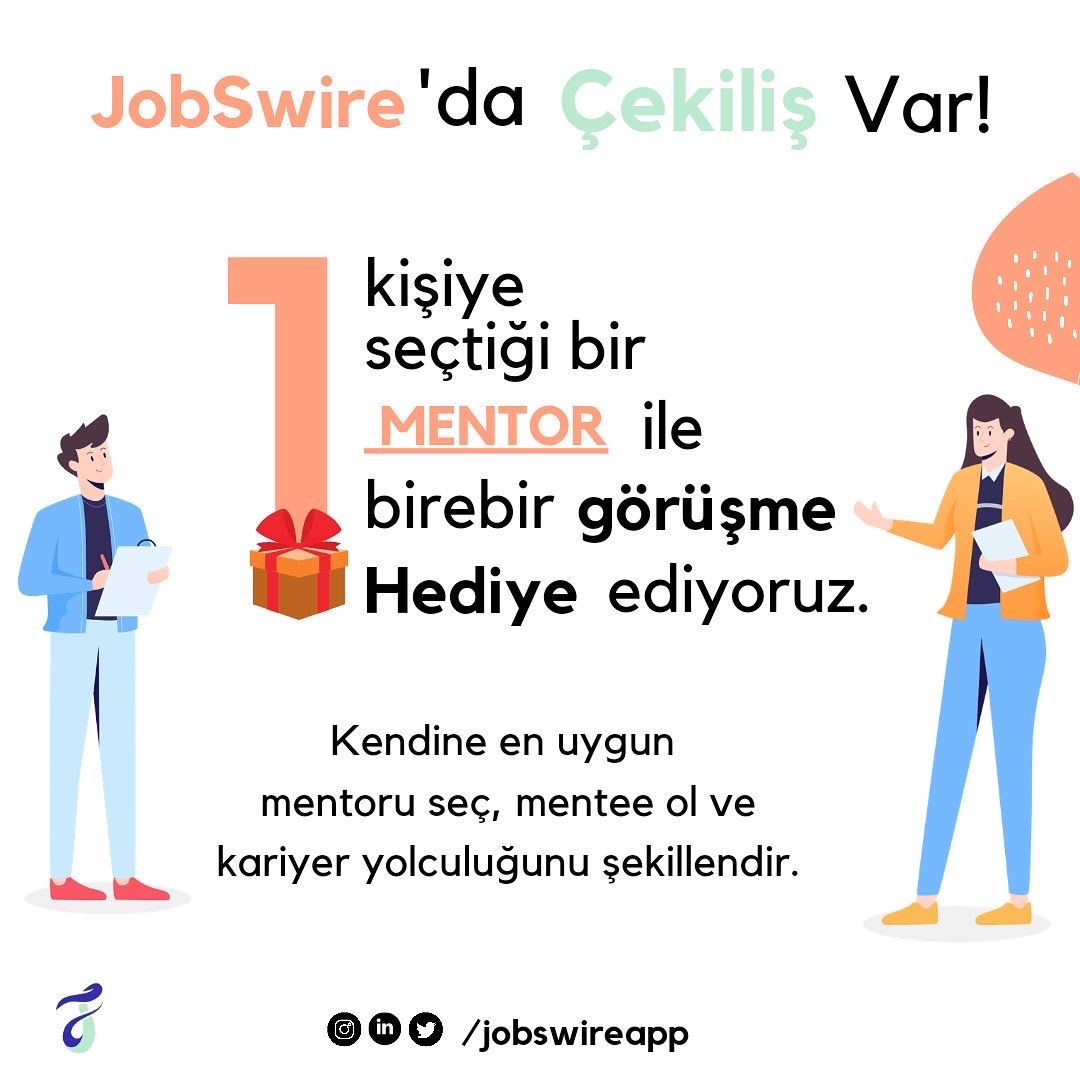 JobSwire 'da Çekiliş Var!
1 kişiye
seçtiği bir
MENTOR ile
birebir görüşme
Hediye ediyoruz.
Kendine en uygun
mentoru seç, mentee ol ve
kariyer yolculuğunu şekillendir.
/jobswireapp